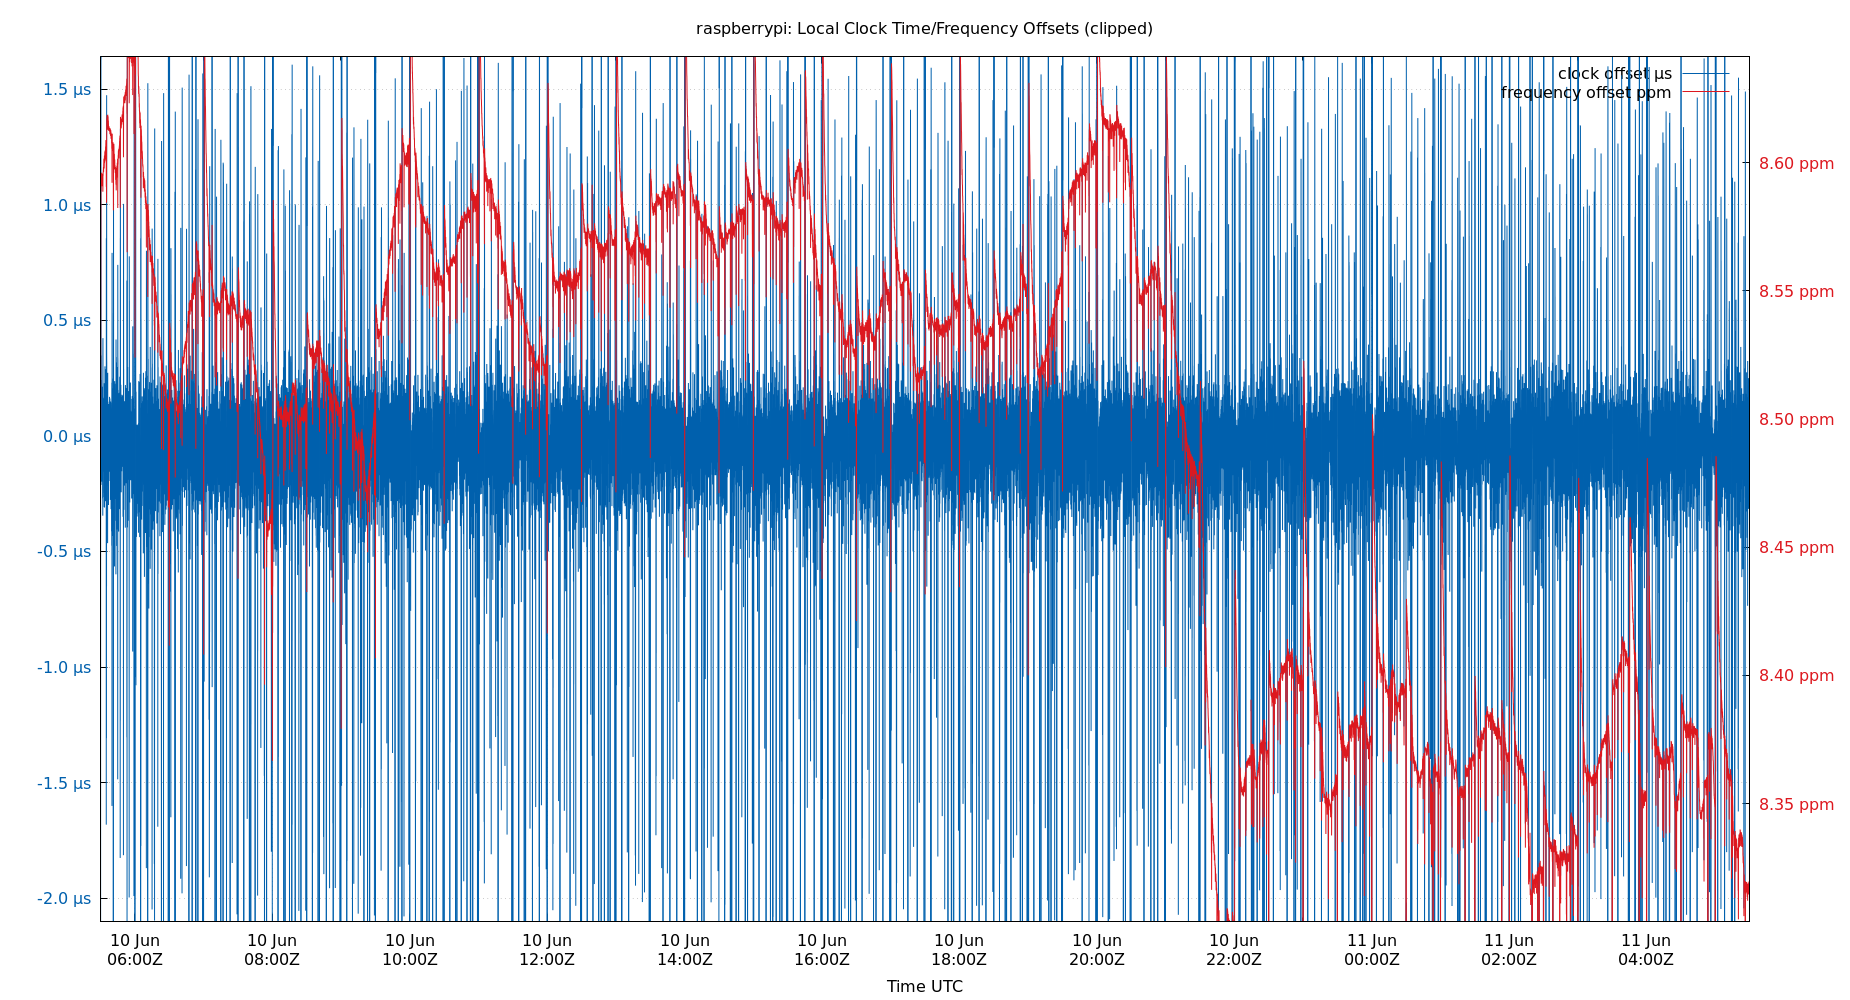 raspberrypi: Local Clock Time/Frequency Offsets (clipped)
clock offset µs
frequency offset ppm
1.5 µs
1.0 µs
0.5 µs
0.0 µs
-0.5 µs
-1.0 µs
-1.5 µs
-2.0 µs
8.60 ppm
8.55 ppm
8.50 ppm
8.45 ppm
8.40 ppm
8.35 ppm
10 Jun 10 Jun 10 Jun 10 Jun 10 Jun 10 Jun 10 Jun 10 Jun 10 Jun 11 Jun 11 Jun 11 Jun
06:00Z 08:00Z 10:00Z 12:00Z 14:00Z 16:00Z 18:00Z 20:00Z 22:00Z 00:00Z 02:00Z 04:00Z
Time UTC